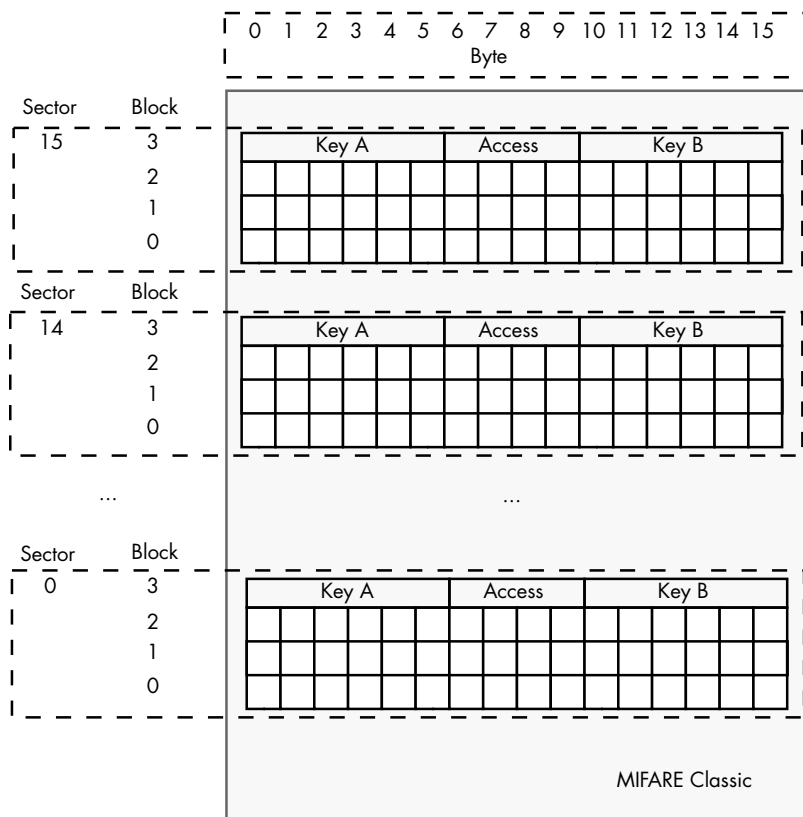 0 1 2 3 4 5 6 7 8 9 10 11 12 13 14 15
Byte
Sector Block
15 3 Key A Access Key B
2
1
0
Sector Block
14 3 Key A Access Key B
2
1
0
... ...
Sector Block
0 3 Key A Access Key B
2
1
0
MIFARE Classic